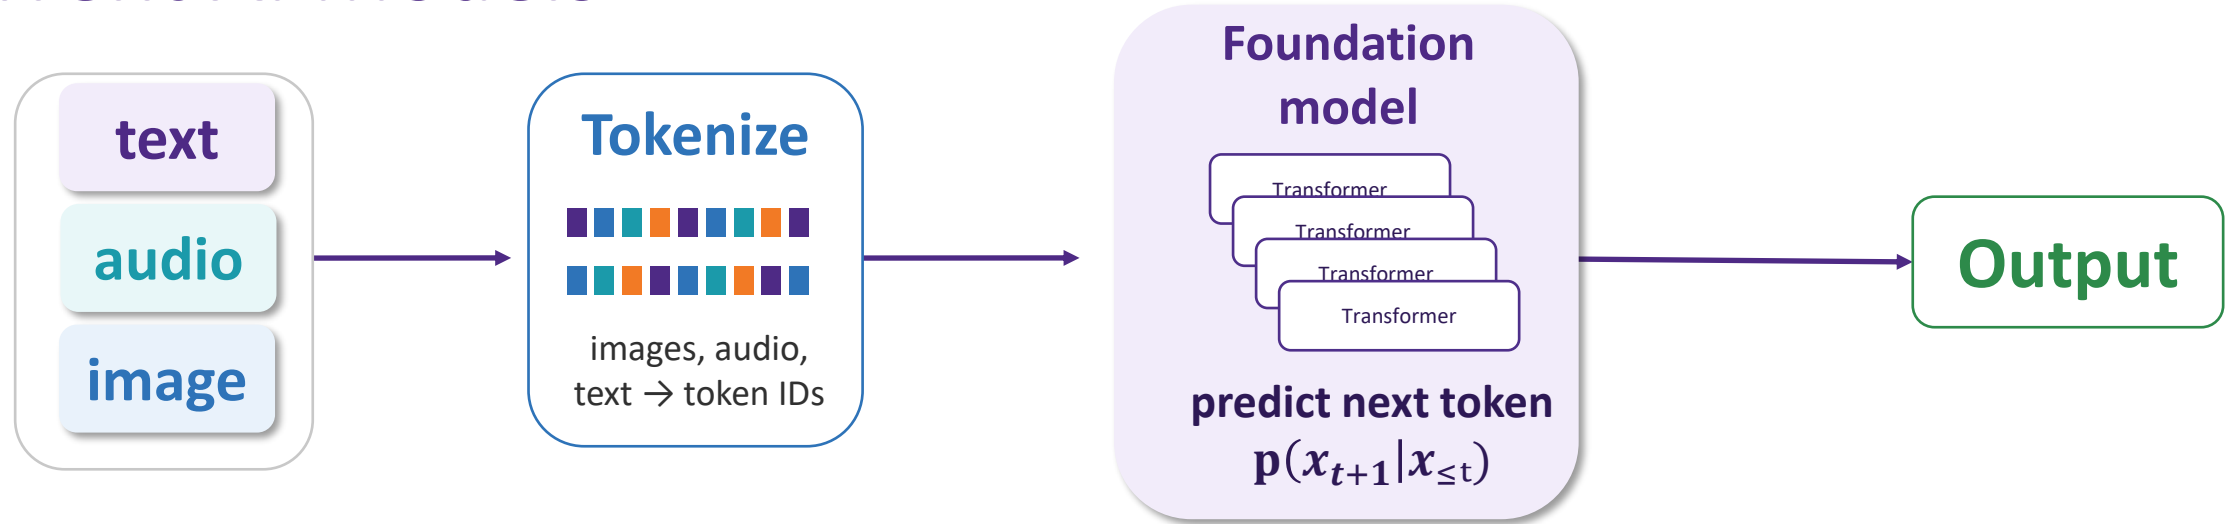 text
audio
image
Tokenize
images, audio,
text → token IDs
Foundation
model
Transformer
Transformer
Transformer
Transformer
predict next token
p(x_{t+1}|x_{≤t})
Output